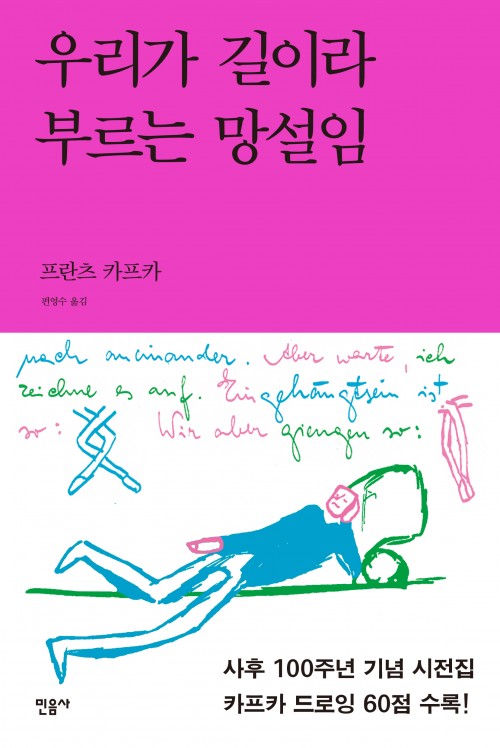 우리가 길이라
부르는 망설임
프란츠 카프카
편영수 옮김
nach aneinander. Aber warte, ich
zeichne es auf. Eingehängtsein ist
so: Wir aber giengen so:
사후 100주년 기념 시전집
카프카 드로잉 60점 수록!
민음사